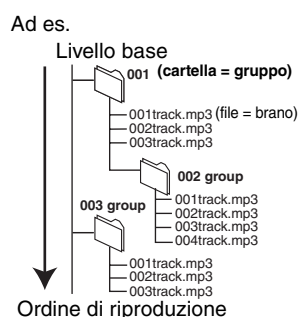 Ad es.
Livello base
001 (cartella = gruppo)
001track.mp3 (file = brano)
002track.mp3
003track.mp3
002 group
001track.mp3
002track.mp3
003track.mp3
004track.mp3
003 group
001track.mp3
002track.mp3
003track.mp3
Ordine di riproduzione